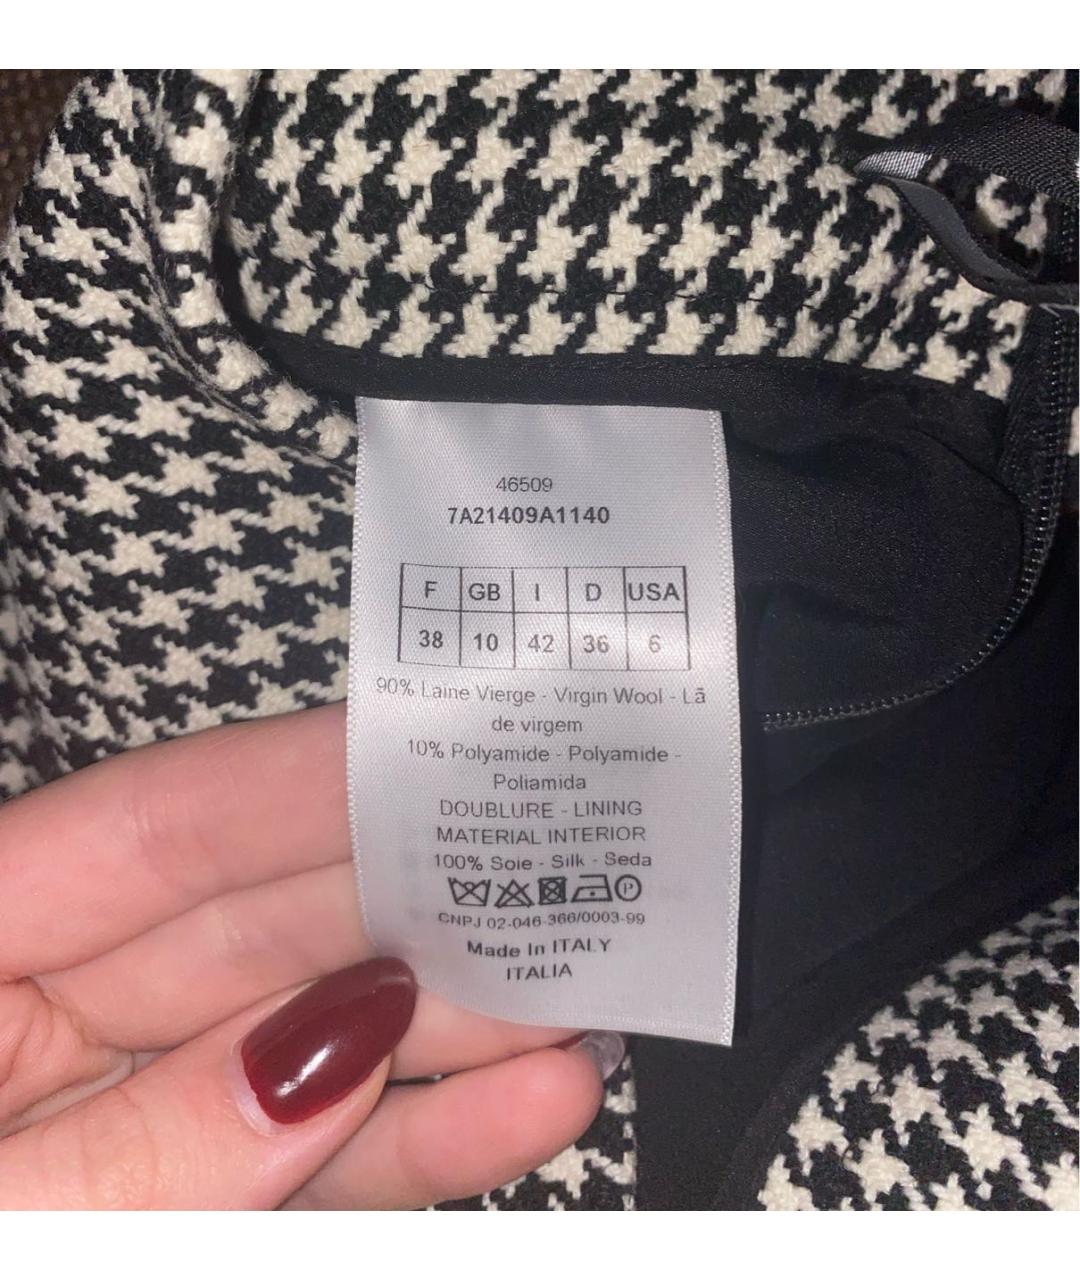 46509
7A21409A1140
F GB I D USA
38 10 42 36 6
90% Laine Vierge - Virgin Wool - Lã
de virgem
10% Polyamide - Polyamide -
Poliamida
DOUBLURE - LINING
MATERIAL INTERIOR
100% Soie - Silk - Seda
P
CNPJ 02-046-366/0003-99
Made In ITALY
ITALIA